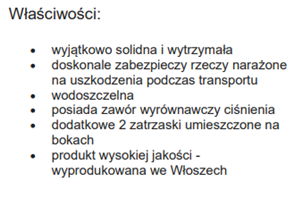 Właściwości:
• wyjątkowo solidna i wytrzymała
• doskonale zabezpieczy rzeczy narażone
na uszkodzenia podczas transportu
• wodoszczelna
• posiada zawór wyrównawczy ciśnienia
• dodatkowe 2 zatrzaski umieszczone na
bokach
• produkt wysokiej jakości -
wyprodukowana we Włoszech